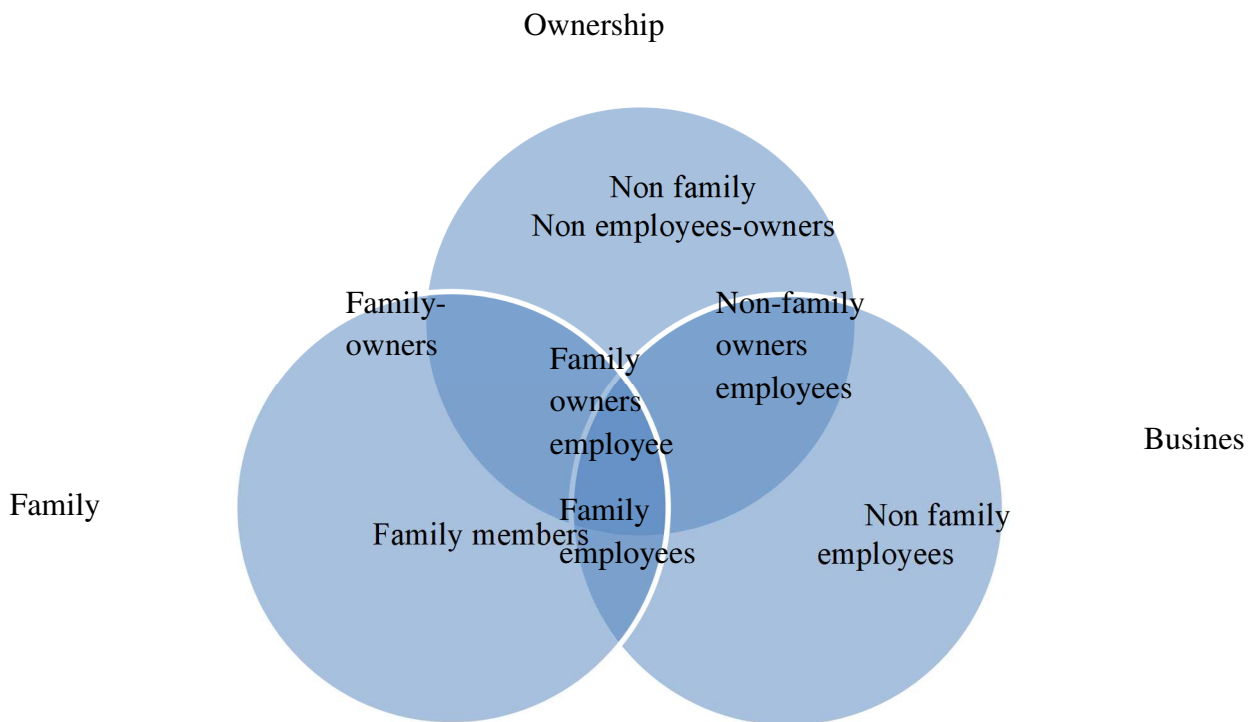 Ownership
Non family
Non employees-owners
Family-
owners
Non-family
owners
employees
Family
owners
employee
Busines
Family
Family members
Family
employees
Non family
employees